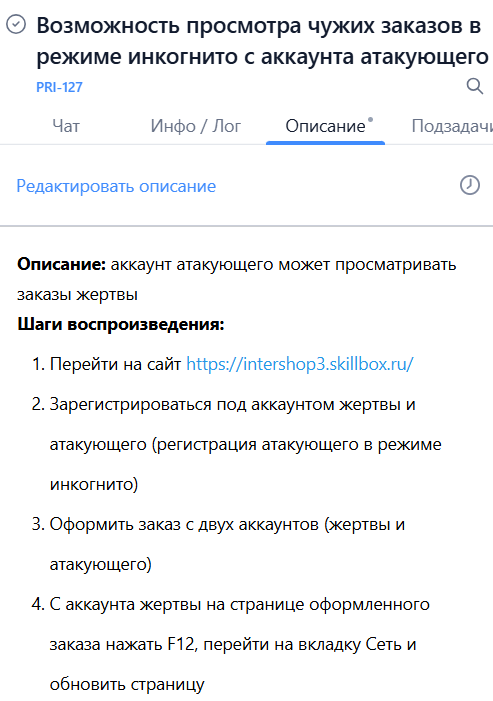 Возможность просмотра чужих заказов в
режиме инкогнито с аккаунта атакующего
PRI-127
Чат
Инфо / Лог
Описание
Подзадачи
Редактировать описание
Описание: аккаунт атакующего может просматривать
заказы жертвы
Шаги воспроизведения:
1. Перейти на сайт https://intershop3.skillbox.ru/
2. Зарегистрироваться под аккаунтом жертвы и
атакующего (регистрация атакующего в режиме
инкогнито)
3. Оформить заказ с двух аккаунтов (жертвы и
атакующего)
4. С аккаунта жертвы на странице оформленного
заказа нажать F12, перейти на вкладку Сеть и
обновить страницу